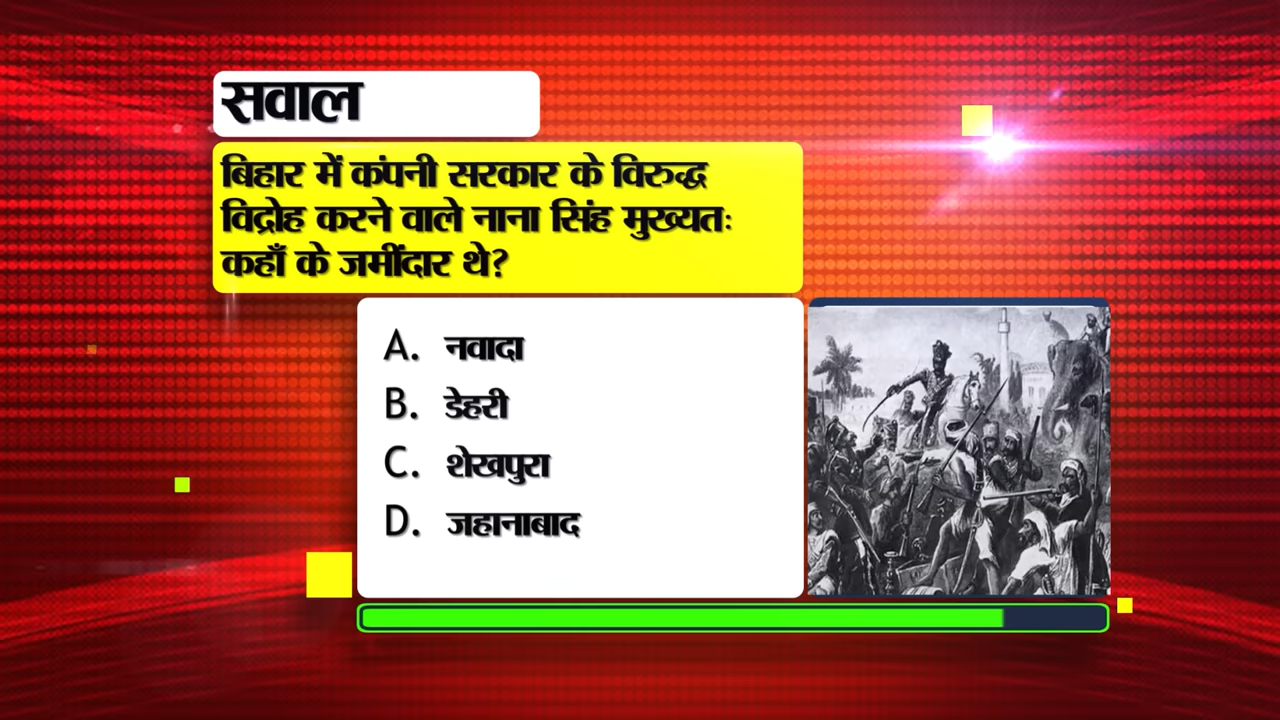 सवाल
बिहार में कंपनी सरकार के विरुद्ध
विद्रोह करने वाले नाना सिंह मुख्यतः
कहाँ के जमींदार थे?
A. नवादा
B. डेहरी
C. शेखपुरा
D. जहानाबाद